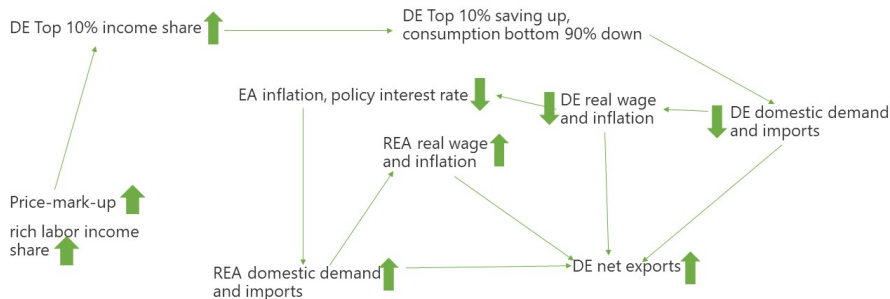 DE Top 10% income share
DE Top 10% saving up,
consumption bottom 90% down
EA inflation, policy interest rate
DE real wage
and inflation
DE domestic demand
and imports
REA real wage
and inflation
Price-mark-up
rich labor income
share
REA domestic demand
and imports
DE net exports